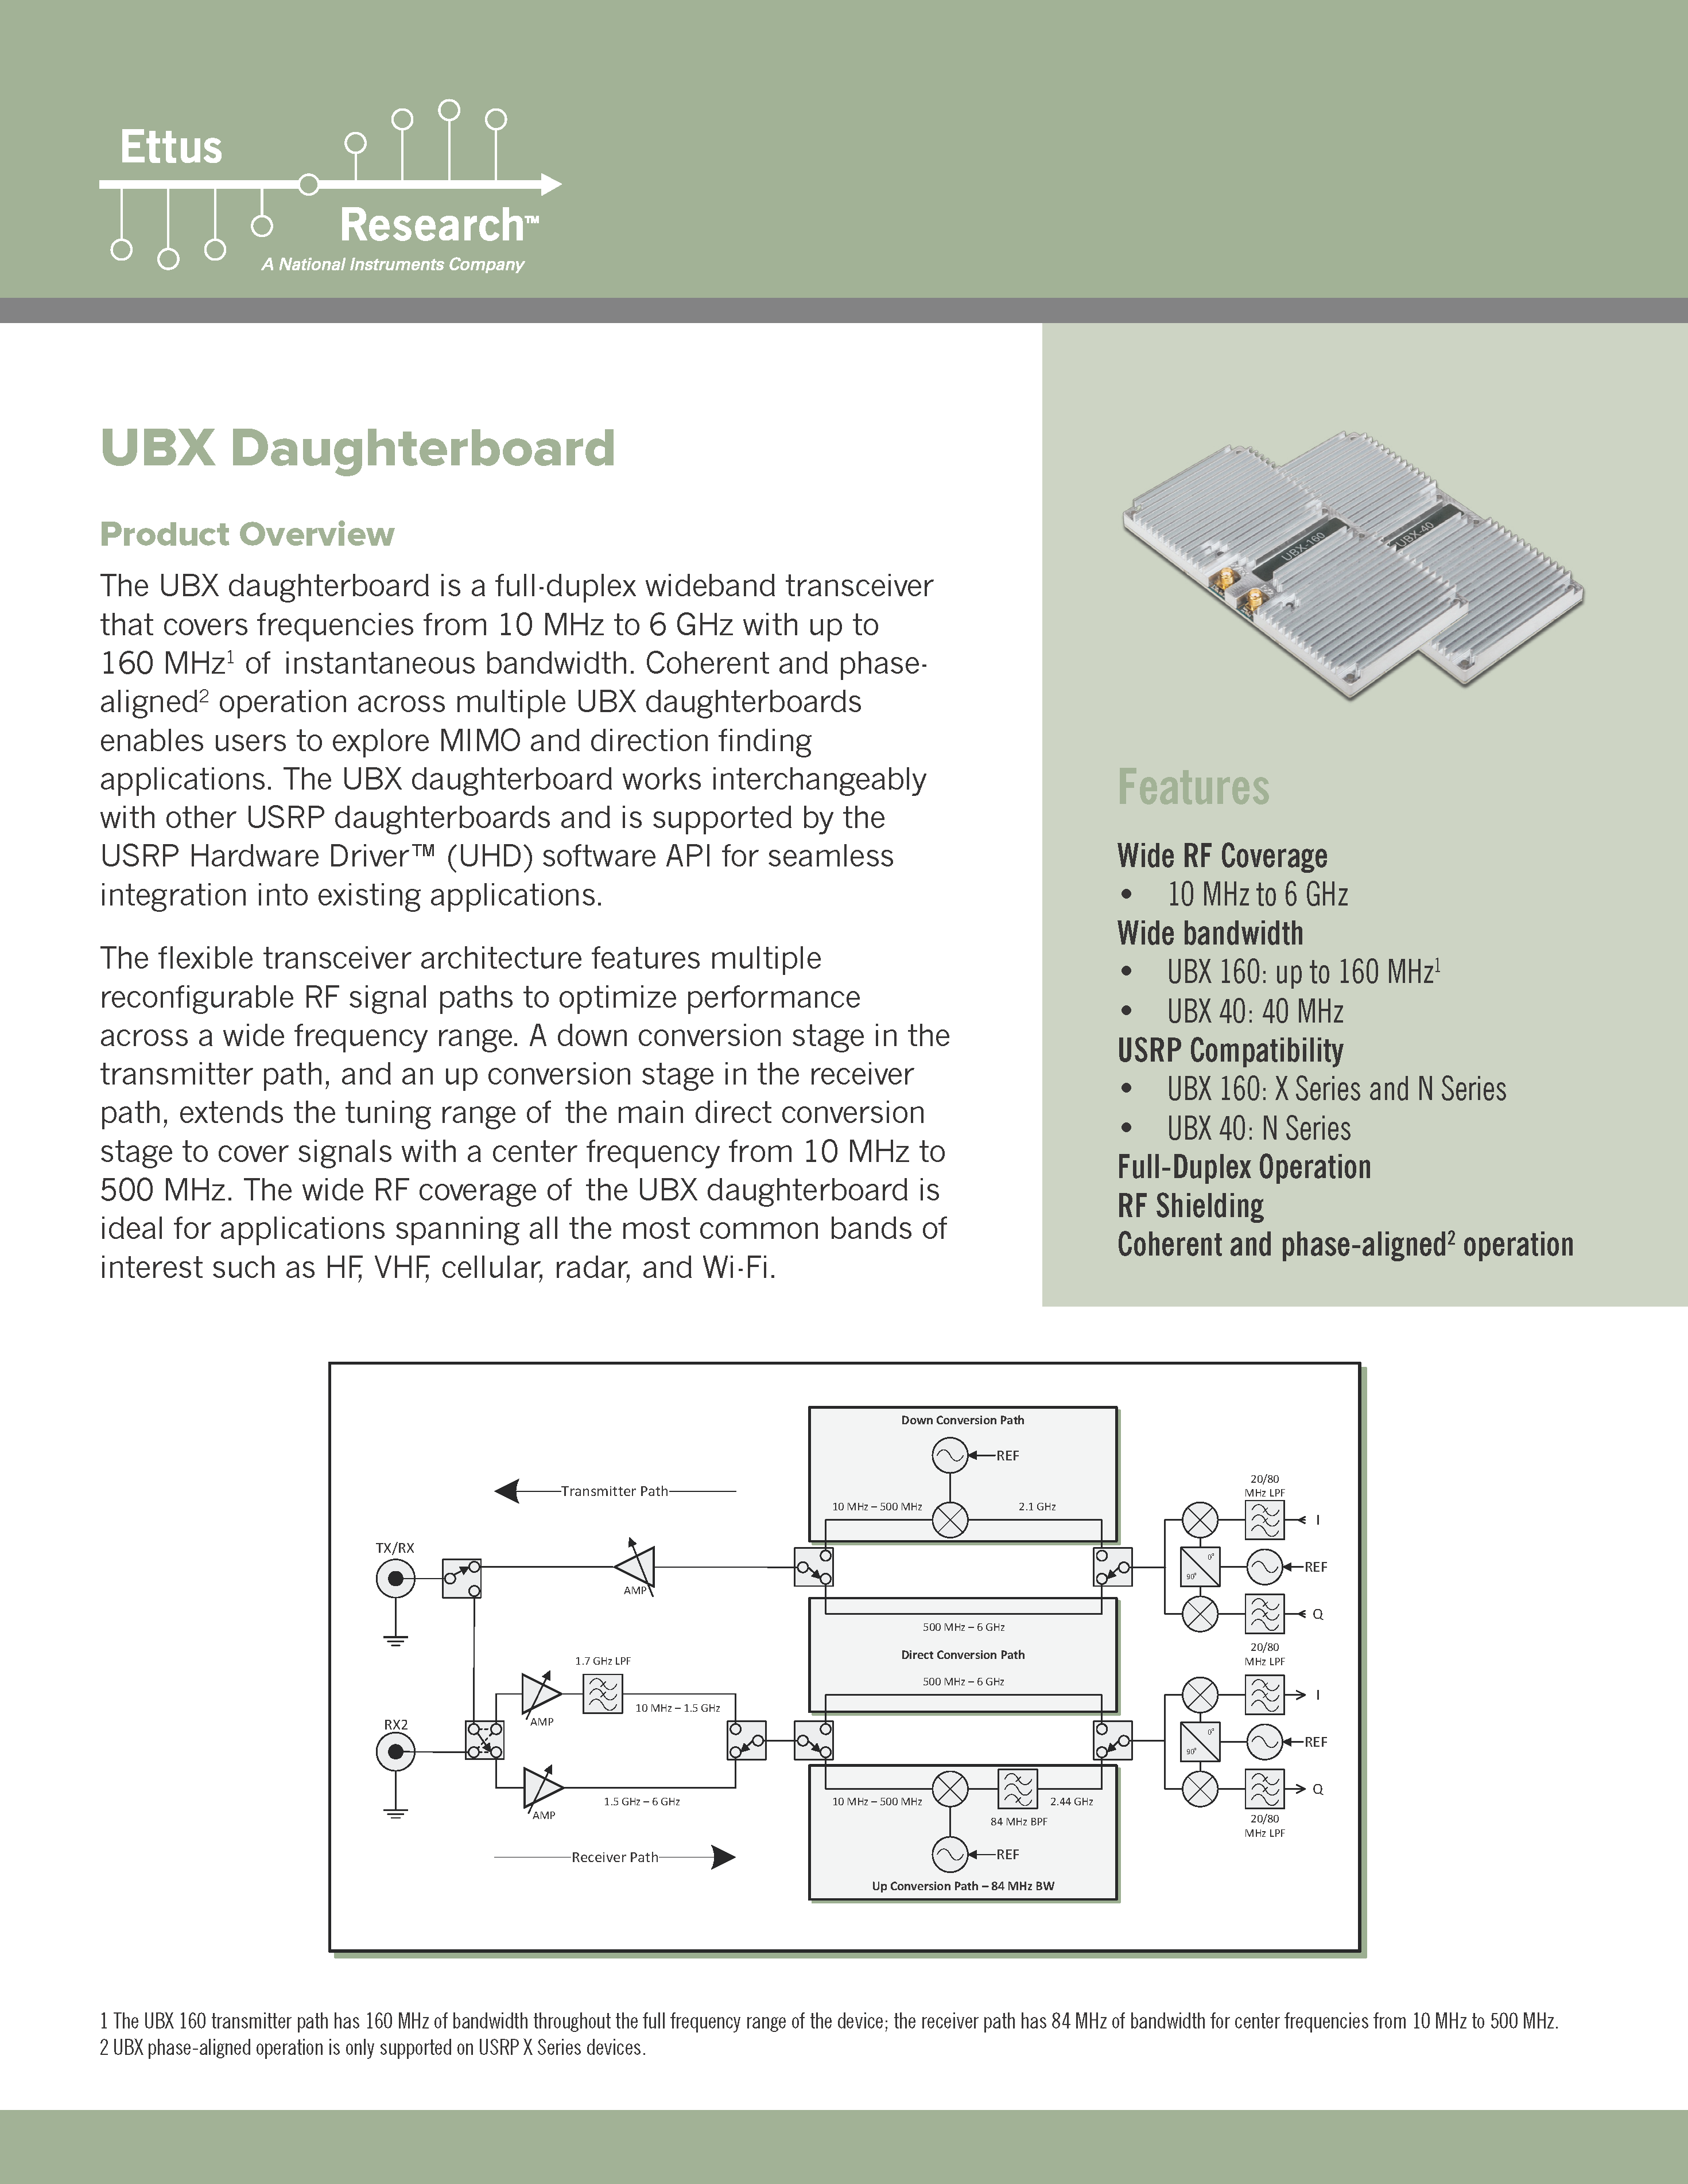 Ettus
Research™
A National Instruments Company
UBX Daughterboard
Product Overview
The UBX daughterboard is a full-duplex wideband transceiver
that covers frequencies from 10 MHz to 6 GHz with up to
160 MHz¹ of instantaneous bandwidth. Coherent and phase-
aligned² operation across multiple UBX daughterboards
enables users to explore MIMO and direction finding
applications. The UBX daughterboard works interchangeably
with other USRP daughterboards and is supported by the
USRP Hardware Driver™ (UHD) software API for seamless
integration into existing applications.
The flexible transceiver architecture features multiple
reconfigurable RF signal paths to optimize performance
across a wide frequency range. A down conversion stage in the
transmitter path, and an up conversion stage in the receiver
path, extends the tuning range of the main direct conversion
stage to cover signals with a center frequency from 10 MHz to
500 MHz. The wide RF coverage of the UBX daughterboard is
ideal for applications spanning all the most common bands of
interest such as HF, VHF, cellular, radar, and Wi-Fi.
UBX-160
UBX-40
Features
Wide RF Coverage
• 10 MHz to 6 GHz
Wide bandwidth
• UBX 160: up to 160 MHz¹
• UBX 40: 40 MHz
USRP Compatibility
• UBX 160: X Series and N Series
• UBX 40: N Series
Full-Duplex Operation
RF Shielding
Coherent and phase-aligned² operation
Down Conversion Path
REF
Transmitter Path
10 MHz – 500 MHz
2.1 GHz
20/80
MHz LPF
I
TX/RX
AMP
0°
90°
REF
Q
20/80
MHz LPF
500 MHz – 6 GHz
Direct Conversion Path
500 MHz – 6 GHz
1.7 GHz LPF
10 MHz – 1.5 GHz
AMP
I
RX2
0°
90°
REF
AMP
1.5 GHz – 6 GHz
10 MHz – 500 MHz
2.44 GHz
84 MHz BPF
Q
20/80
MHz LPF
REF
Receiver Path
Up Conversion Path – 84 MHz BW
1 The UBX 160 transmitter path has 160 MHz of bandwidth throughout the full frequency range of the device; the receiver path has 84 MHz of bandwidth for center frequencies from 10 MHz to 500 MHz.
2 UBX phase-aligned operation is only supported on USRP X Series devices.